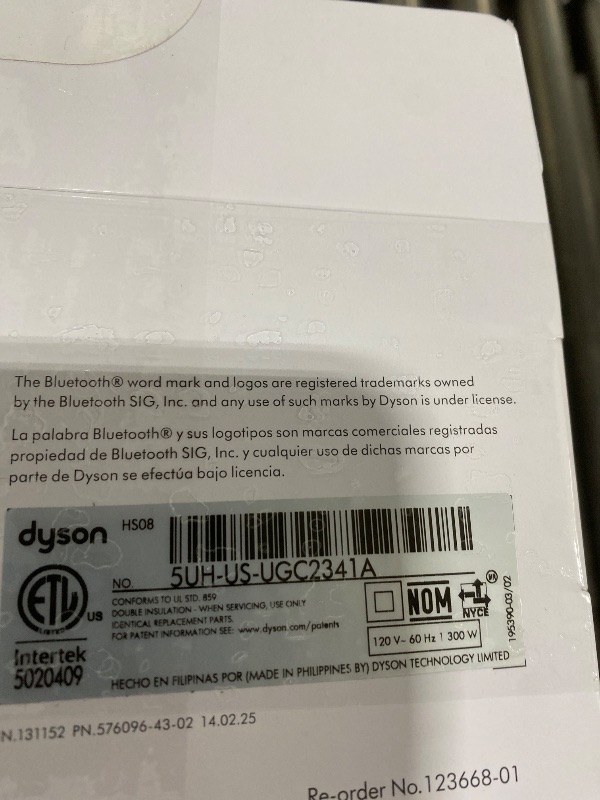 The Bluetooth® word mark and logos are registered trademarks owned
by the Bluetooth SIG, Inc. and any use of such marks by Dyson is under license.
La palabra Bluetooth® y sus logotipos son marcas comerciales registradas
propiedad de Bluetooth SIG, Inc. y cualquier uso de dichas marcas por
parte de Dyson se efectúa bajo licencia.
dyson HS08
NO. 5UH-US-UGC2341A
ETL LISTED US
Intertek
5020409
CONFORMS TO UL STD. 859
DOUBLE INSULATION - WHEN SERVICING, USE ONLY
IDENTICAL REPLACEMENT PARTS.
FOR PATENT INFORMATION SEE: www.dyson.com/patents
NOM
NYCE
120 V~ 60 Hz 1 300 W
195390-03/02
HECHO EN FILIPINAS POR (MADE IN PHILIPPINES BY) DYSON TECHNOLOGY LIMITED
N.131152 PN.576096-43-02 14.02.25
Re-order No.123668-01